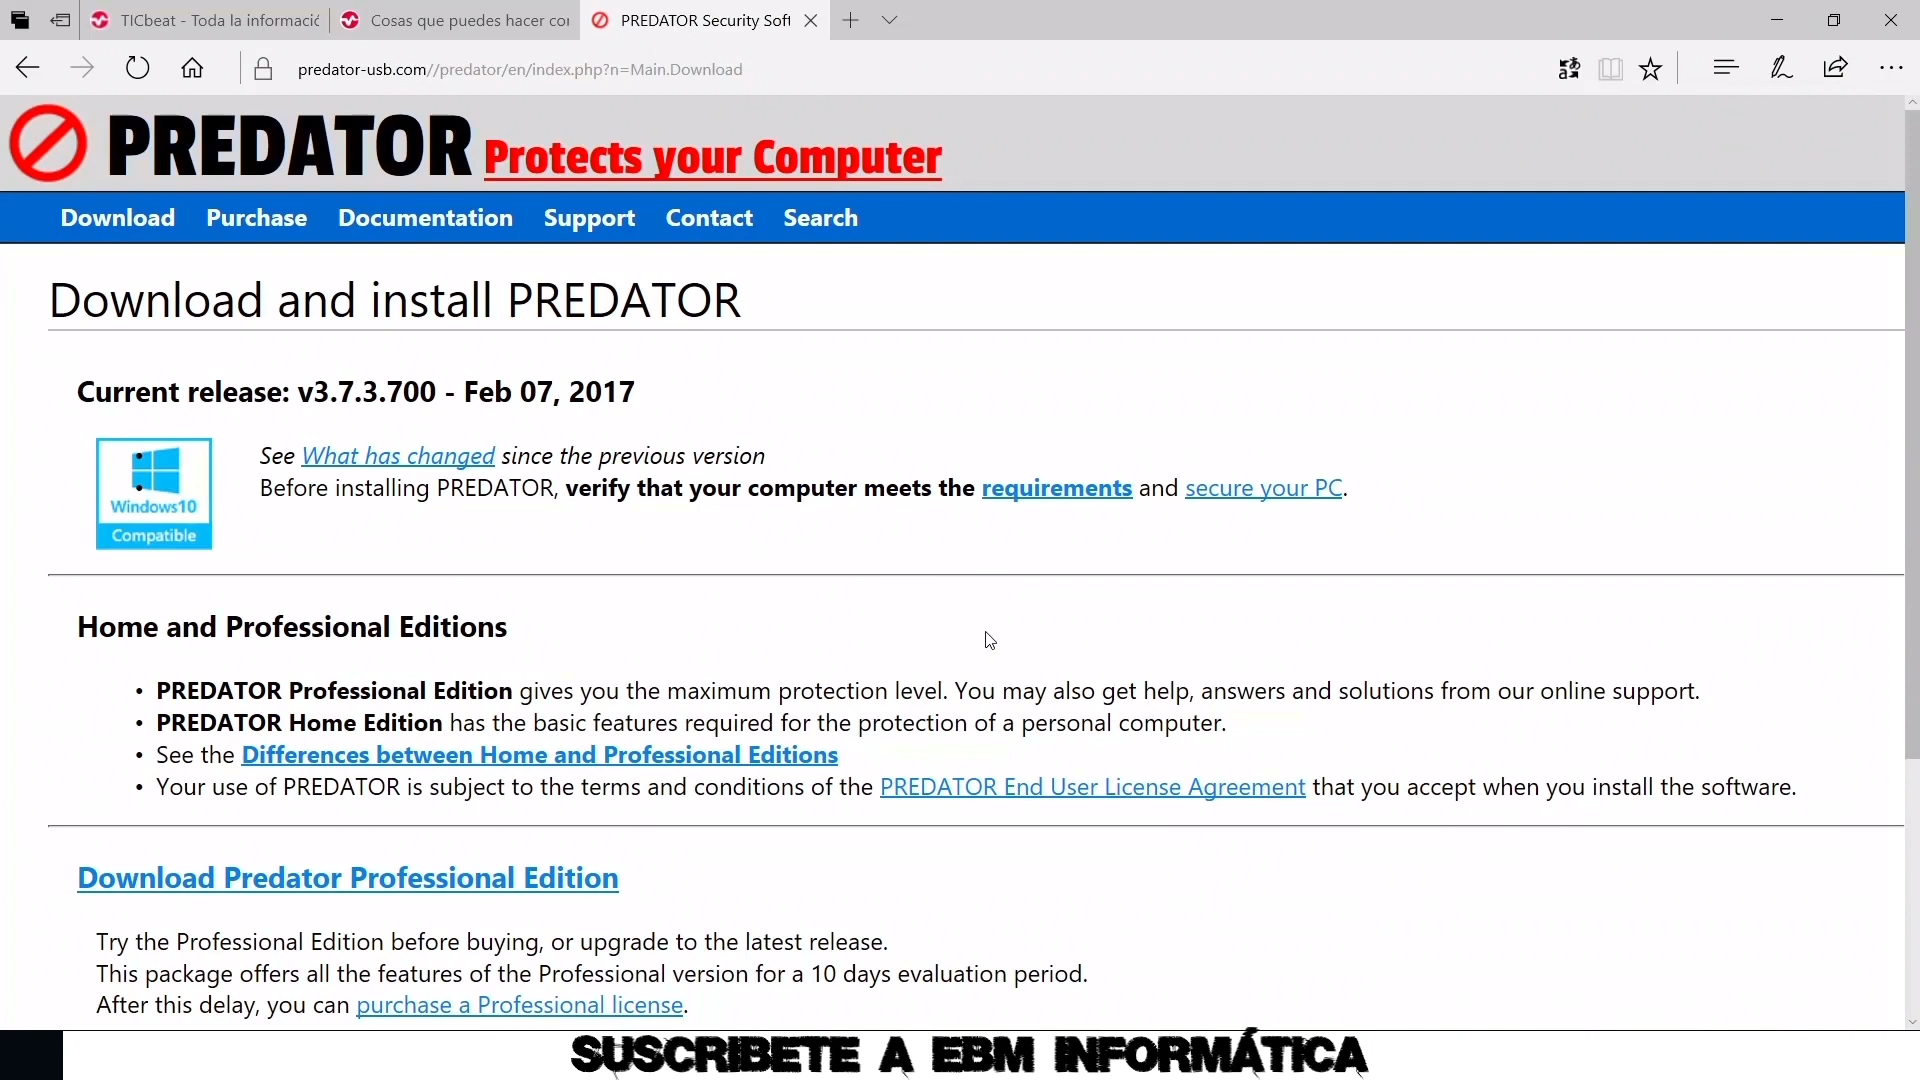 TICbeat - Toda la informació
Cosas que puedes hacer co
PREDATOR Security Soft
predator-usb.com//predator/en/index.php?n=Main.Download
PREDATOR Protects your Computer
Download Purchase Documentation Support Contact Search
Download and install PREDATOR
Current release: v3.7.3.700 - Feb 07, 2017
Windows10
Compatible
See What has changed since the previous version
Before installing PREDATOR, verify that your computer meets the requirements and secure your PC.
Home and Professional Editions
• PREDATOR Professional Edition gives you the maximum protection level. You may also get help, answers and solutions from our online support.
• PREDATOR Home Edition has the basic features required for the protection of a personal computer.
• See the Differences between Home and Professional Editions
• Your use of PREDATOR is subject to the terms and conditions of the PREDATOR End User License Agreement that you accept when you install the software.
Download Predator Professional Edition
Try the Professional Edition before buying, or upgrade to the latest release.
This package offers all the features of the Professional version for a 10 days evaluation period.
After this delay, you can purchase a Professional license.
SUSCRIBETE A EBM INFORMÁTICA